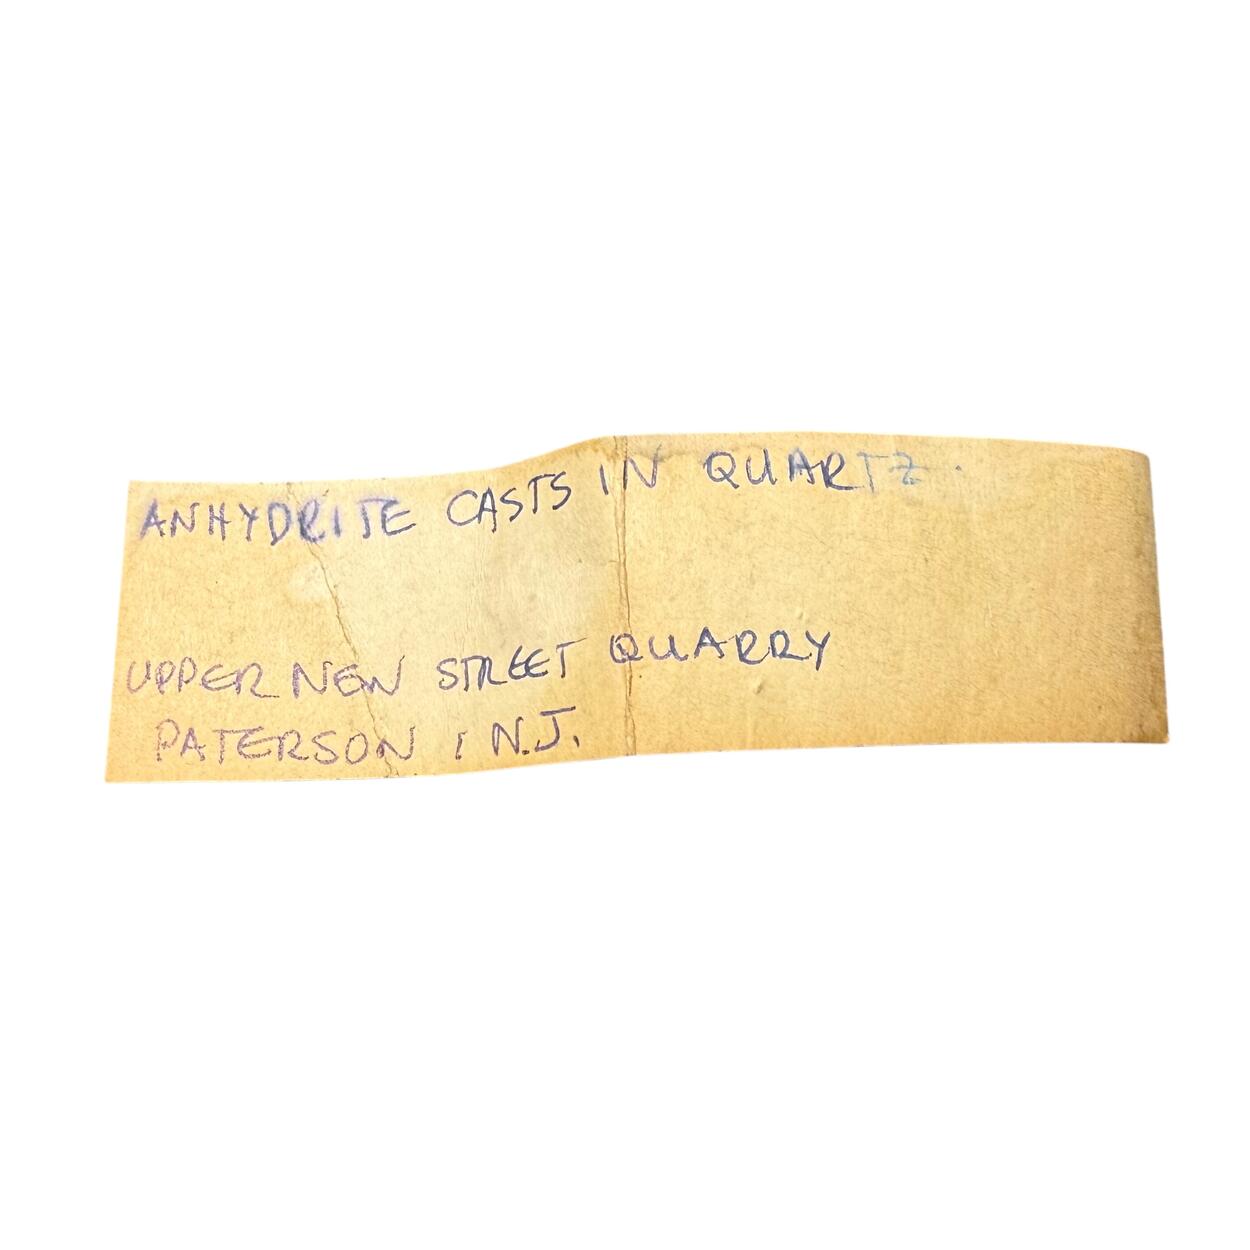 ANHYDRITE CASTS IN QUARTZ.
UPPER NEW STREET QUARRY
PATERSON, N.J.